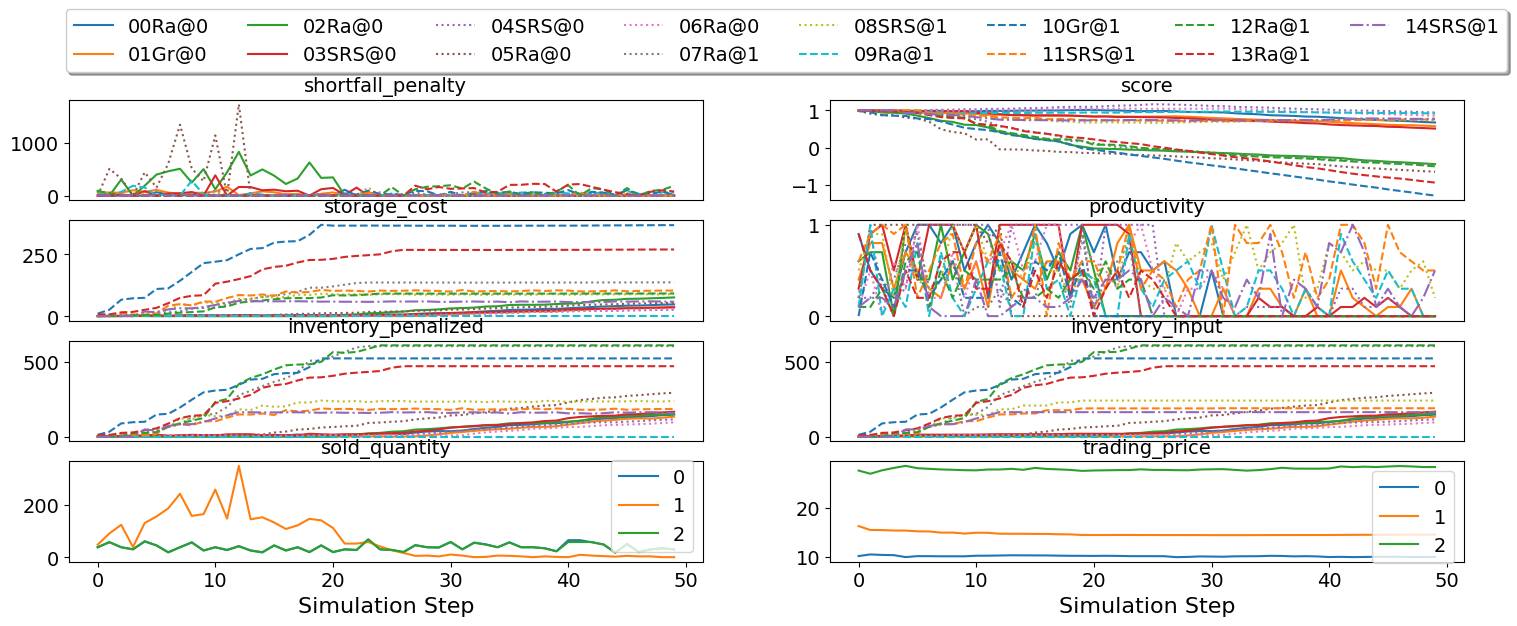 00Ra@0 02Ra@0 04SRS@0 06Ra@0 08SRS@1 10Gr@1 12Ra@1 14SRS@1
01Gr@0 03SRS@0 05Ra@0 07Ra@1 09Ra@1 11SRS@1 13Ra@1
shortfall_penalty
1000
0
score
1
0
−1
storage_cost
250
0
productivity
1
0
inventory_penalized
500
0
inventory_input
500
0
sold_quantity
200
0
0
1
2
0 10 20 30 40 50
Simulation Step
trading_price
20
10
0
1
2
0 10 20 30 40 50
Simulation Step